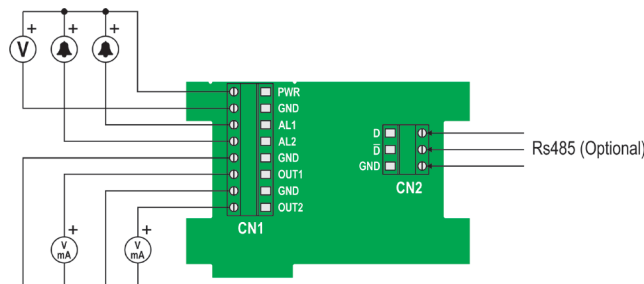 + + +
V
PWR
GND
AL1
AL2
GND
OUT1
GND
OUT2
CN1
D
D̅
GND
CN2
Rs485 (Optional)
+ +
V
mA
V
mA